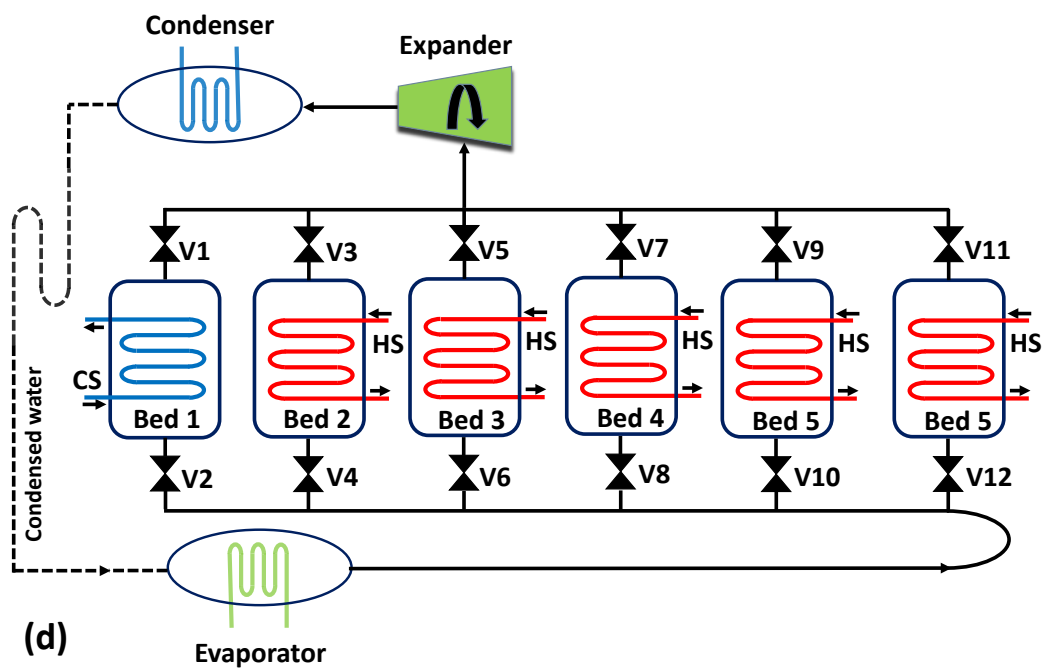 Condenser
Expander
V1
V3
V5
V7
V9
V11
HS
HS
HS
HS
HS
CS
Bed 1
Bed 2
Bed 3
Bed 4
Bed 5
Bed 5
V2
V4
V6
V8
V10
V12
Condensed water
(d)
Evaporator